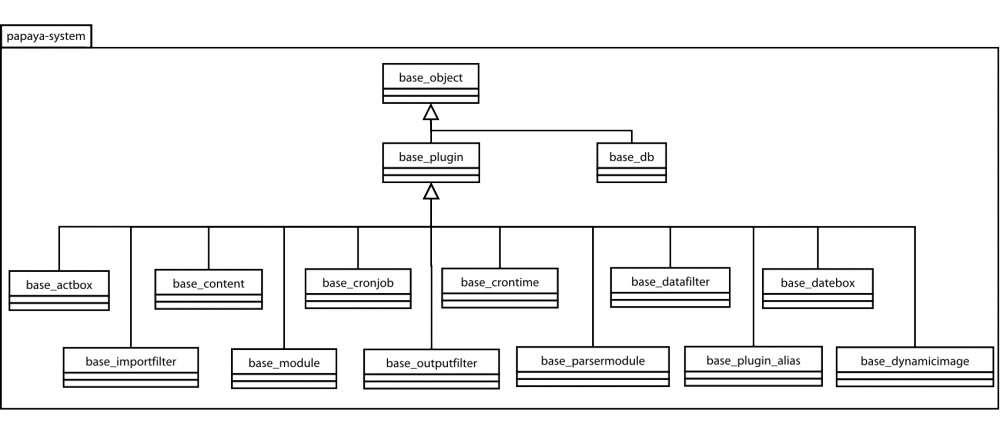 papaya-system
base_object
base_plugin
base_db
base_actbox
base_content
base_cronjob
base_crontime
base_datafilter
base_datebox
base_importfilter
base_module
base_outputfilter
base_parsermodule
base_plugin_alias
base_dynamicimage